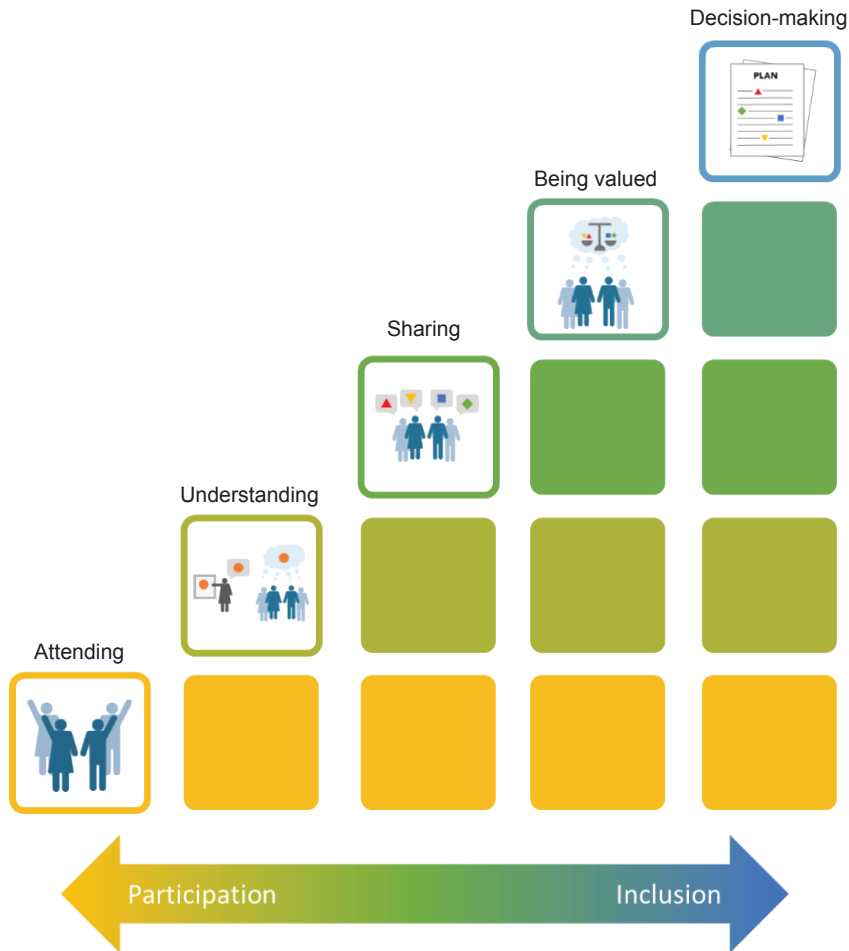 Decision-making
PLAN
Being valued
Sharing
Understanding
Attending
Participation
Inclusion